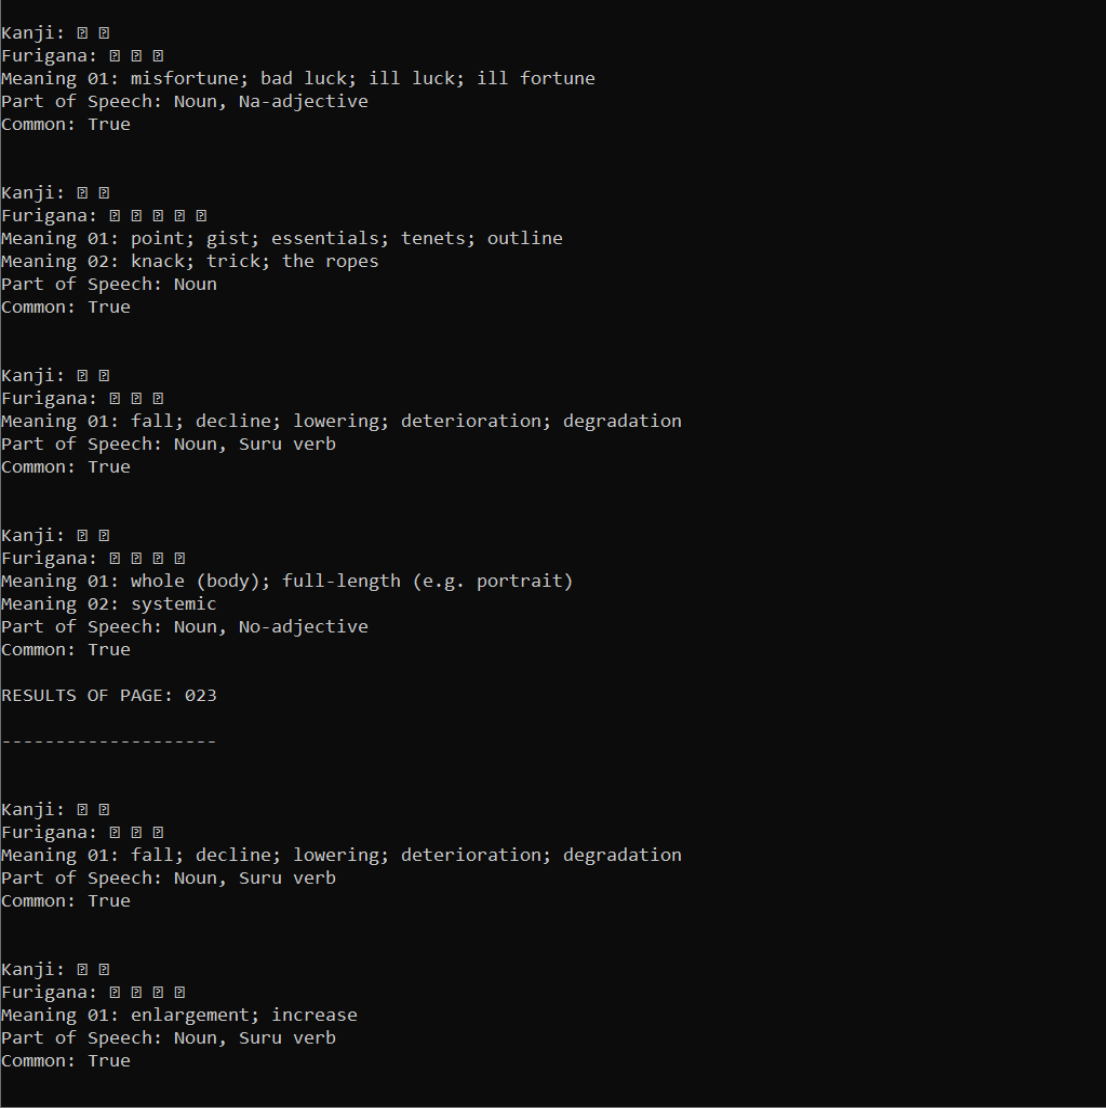 Kanji: ⍰ ⍰
Furigana: ⍰ ⍰ ⍰
Meaning 01: misfortune; bad luck; ill luck; ill fortune
Part of Speech: Noun, Na-adjective
Common: True
Kanji: ⍰ ⍰
Furigana: ⍰ ⍰ ⍰ ⍰ ⍰
Meaning 01: point; gist; essentials; tenets; outline
Meaning 02: knack; trick; the ropes
Part of Speech: Noun
Common: True
Kanji: ⍰ ⍰
Furigana: ⍰ ⍰ ⍰
Meaning 01: fall; decline; lowering; deterioration; degradation
Part of Speech: Noun, Suru verb
Common: True
Kanji: ⍰ ⍰
Furigana: ⍰ ⍰ ⍰ ⍰
Meaning 01: whole (body); full-length (e.g. portrait)
Meaning 02: systemic
Part of Speech: Noun, No-adjective
Common: True
RESULTS OF PAGE: 023
--------------------
Kanji: ⍰ ⍰
Furigana: ⍰ ⍰ ⍰
Meaning 01: fall; decline; lowering; deterioration; degradation
Part of Speech: Noun, Suru verb
Common: True
Kanji: ⍰ ⍰
Furigana: ⍰ ⍰ ⍰ ⍰
Meaning 01: enlargement; increase
Part of Speech: Noun, Suru verb
Common: True